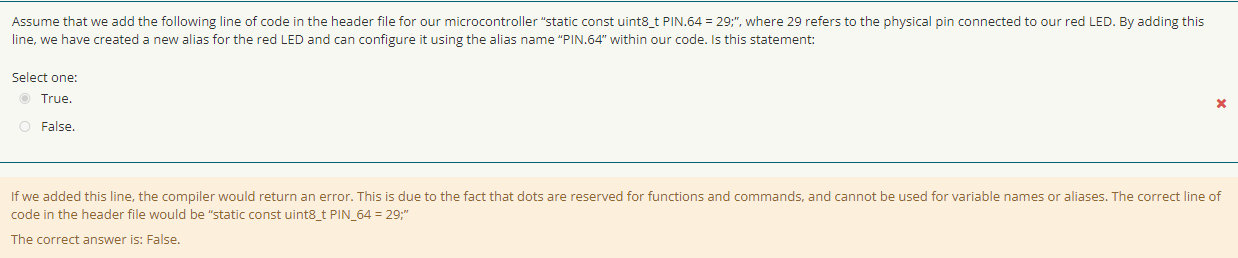 Assume that we add the following line of code in the header file for our microcontroller “static const uint8_t PIN.64 = 29;”, where 29 refers to the physical pin connected to our red LED. By adding this
line, we have created a new alias for the red LED and can configure it using the alias name “PIN.64” within our code. Is this statement:
Select one:
True.
False.
If we added this line, the compiler would return an error. This is due to the fact that dots are reserved for functions and commands, and cannot be used for variable names or aliases. The correct line of
code in the header file would be “static const uint8_t PIN_64 = 29;”
The correct answer is: False.